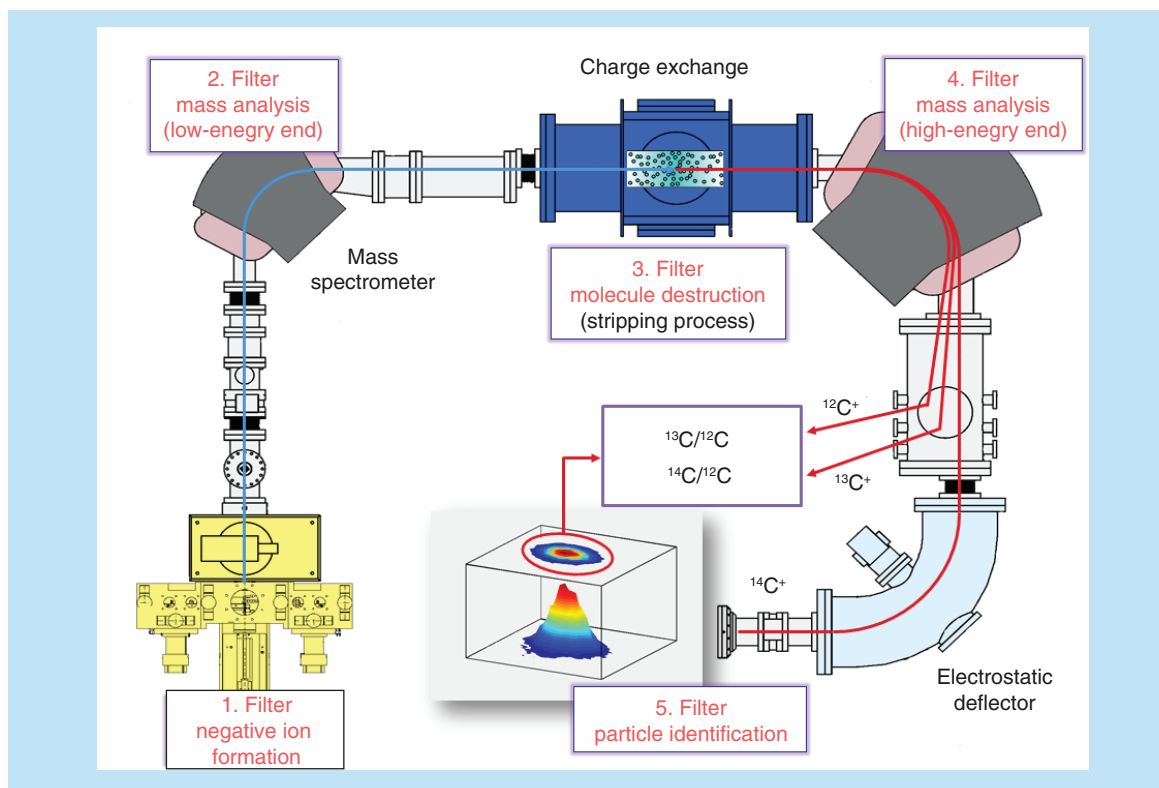 Charge exchange
2. Filter
mass analysis
(low-enegry end)
4. Filter
mass analysis
(high-enegry end)
Mass
spectrometer
3. Filter
molecule destruction
(stripping process)
¹²C⁺
¹³C/¹²C
¹⁴C/¹²C
¹³C⁺
¹⁴C⁺
Electrostatic
deflector
1. Filter
negative ion
formation
5. Filter
particle identification